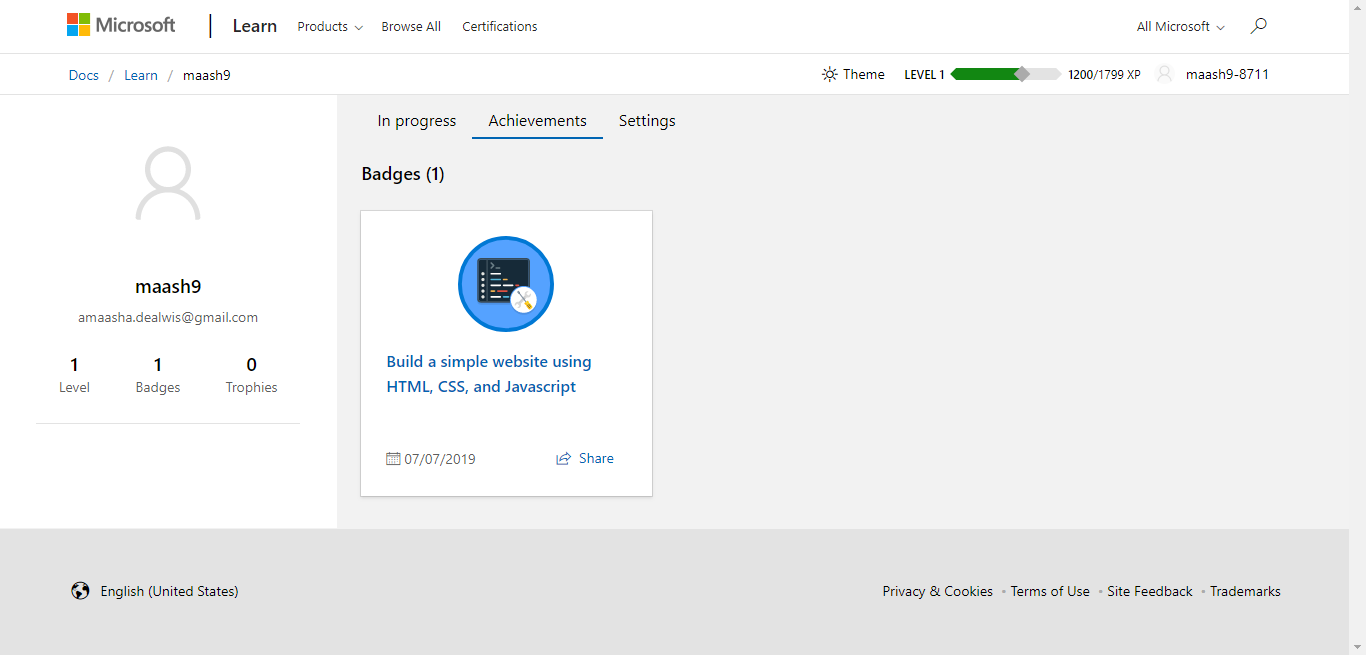 Microsoft
Learn
Products
Browse All
Certifications
All Microsoft
Docs / Learn / maash9
Theme
LEVEL 1
1200/1799 XP
maash9-8711
maash9
amaasha.dealwis@gmail.com
1
Level
1
Badges
0
Trophies
In progress
Achievements
Settings
Badges (1)
Build a simple website using
HTML, CSS, and Javascript
07/07/2019
Share
English (United States)
Privacy & Cookies • Terms of Use • Site Feedback • Trademarks